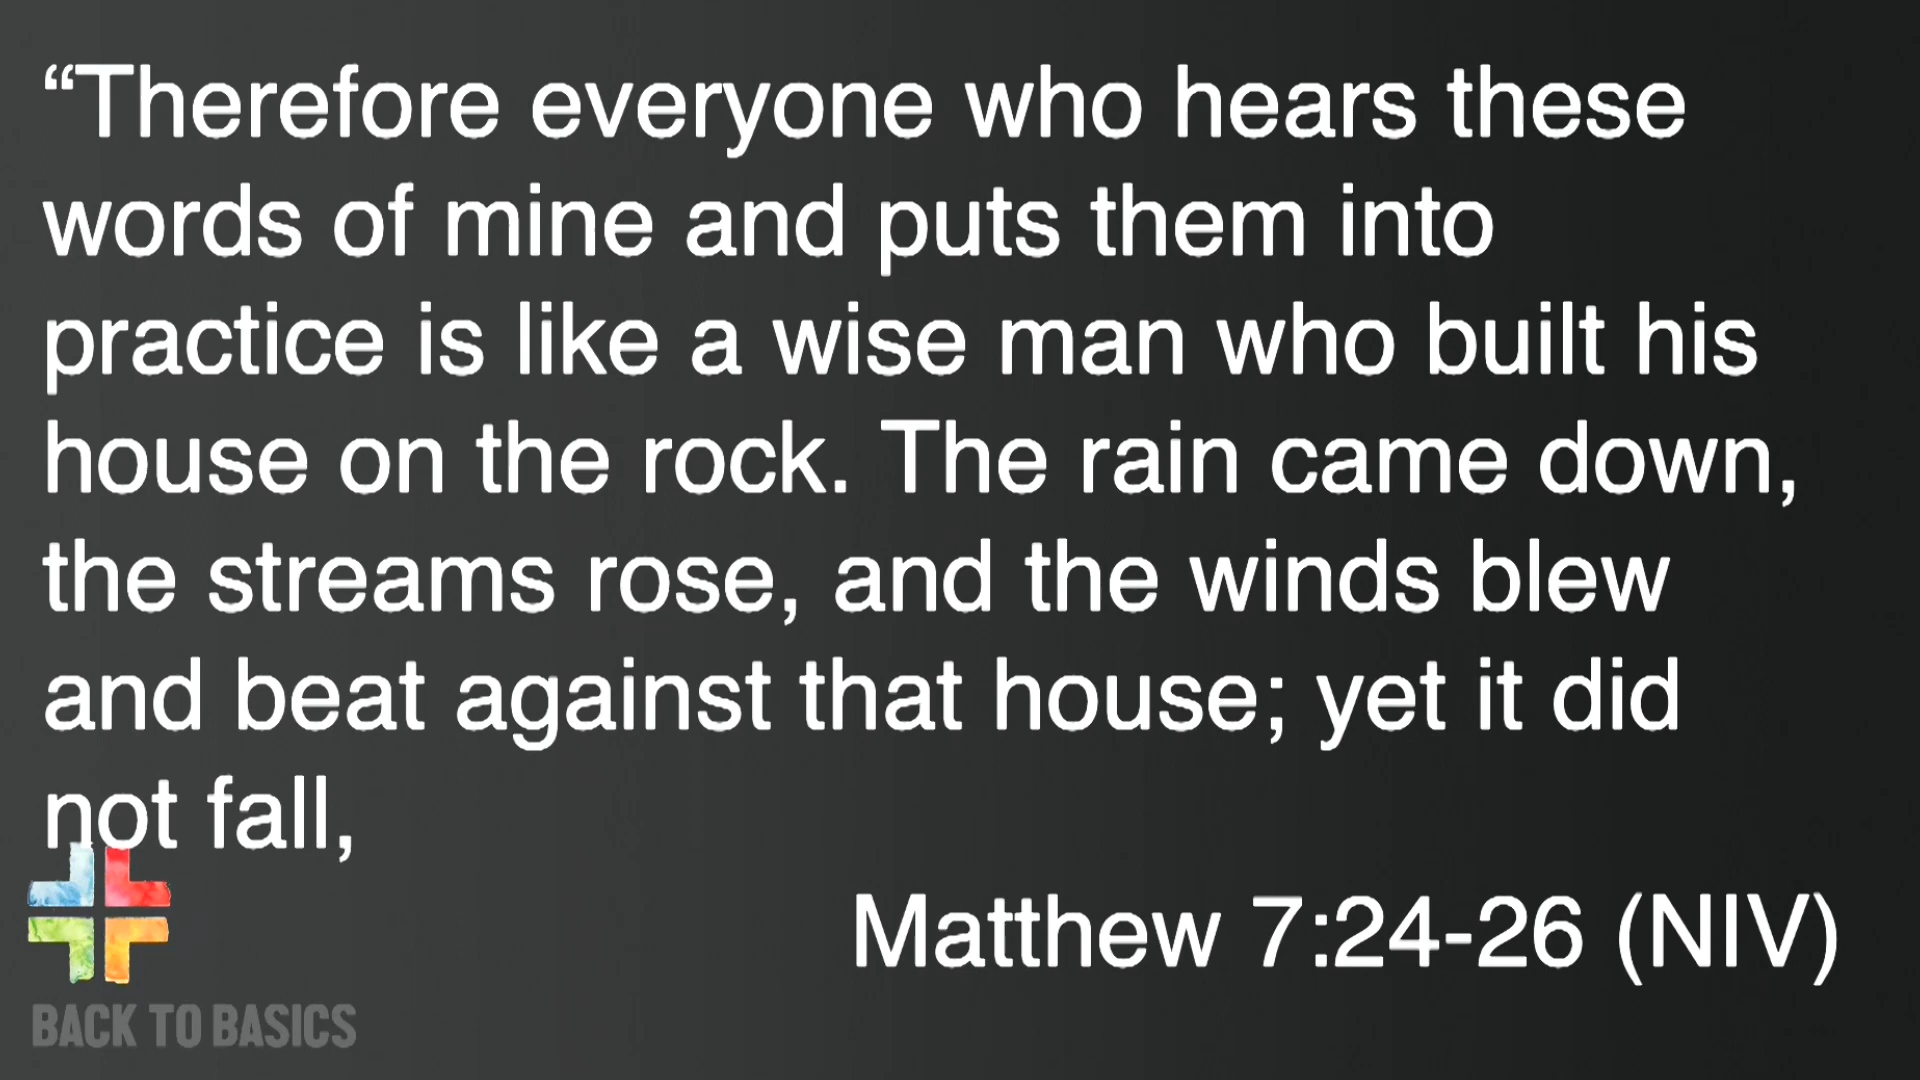 “Therefore everyone who hears these
words of mine and puts them into
practice is like a wise man who built his
house on the rock. The rain came down,
the streams rose, and the winds blew
and beat against that house; yet it did
not fall,
Matthew 7:24-26 (NIV)
BACK TO BASICS